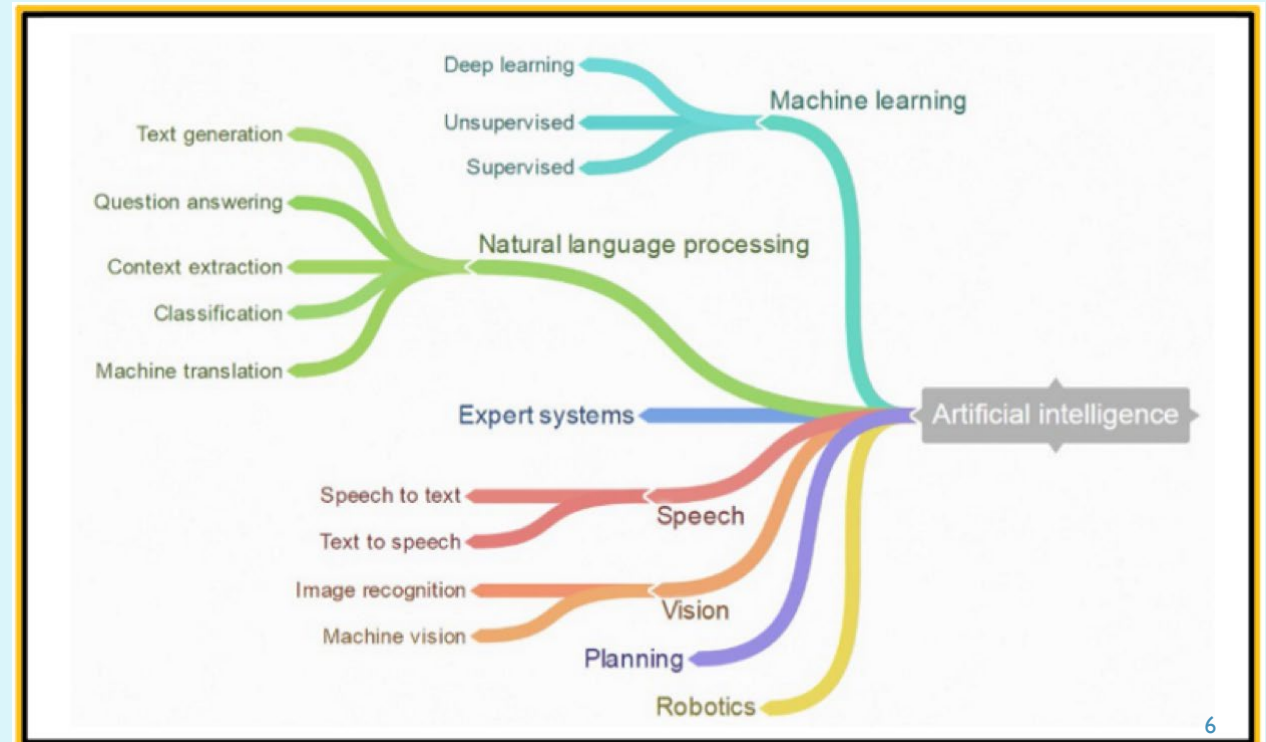 Deep learning
Machine learning
Unsupervised
Text generation
Supervised
Question answering
Natural language processing
Context extraction
Classification
Machine translation
Expert systems
Artificial intelligence
Speech to text
Speech
Text to speech
Image recognition
Vision
Machine vision
Planning
Robotics
6